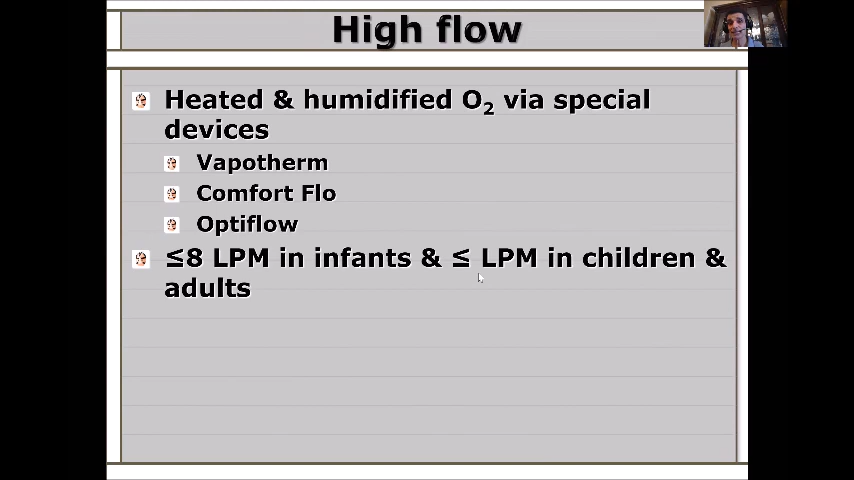 High flow
Heated & humidified O₂ via special
devices
Vapotherm
Comfort Flo
Optiflow
≤8 LPM in infants & ≤ LPM in children &
adults